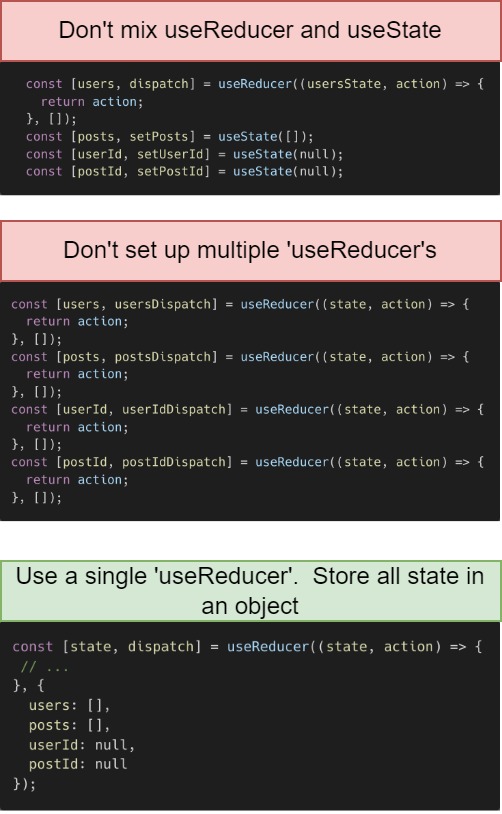 Don't mix useReducer and useState
const [users, dispatch] = useReducer((usersState, action) => {
return action;
}, []);
const [posts, setPosts] = useState([]);
const [userId, setUserId] = useState(null);
const [postId, setPostId] = useState(null);
Don't set up multiple 'useReducer's
const [users, usersDispatch] = useReducer((state, action) => {
return action;
}, []);
const [posts, postsDispatch] = useReducer((state, action) => {
return action;
}, []);
const [userId, userIdDispatch] = useReducer((state, action) => {
return action;
}, []);
const [postId, postIdDispatch] = useReducer((state, action) => {
return action;
}, []);
Use a single 'useReducer'. Store all state in
an object
const [state, dispatch] = useReducer((state, action) => {
// ...
}, {
users: [],
posts: [],
userId: null,
postId: null
});